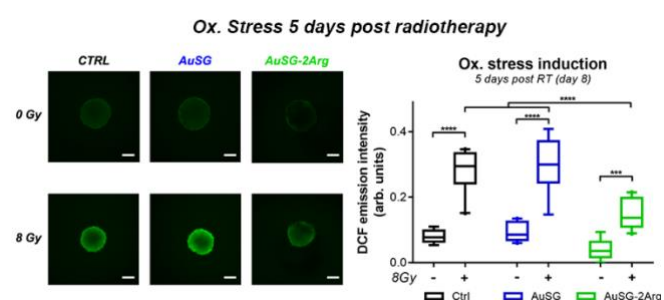 Ox. Stress 5 days post radiotherapy
CTRL AuSG AuSG-2Arg
0 Gy
8 Gy
Ox. stress induction
5 days post RT (day 8)
DCF emission intensity
(arb. units)
0.4
0.2
0.0
**** ****
**** **** ***
8Gy - + - + - +
Ctrl AuSG AuSG-2Arg